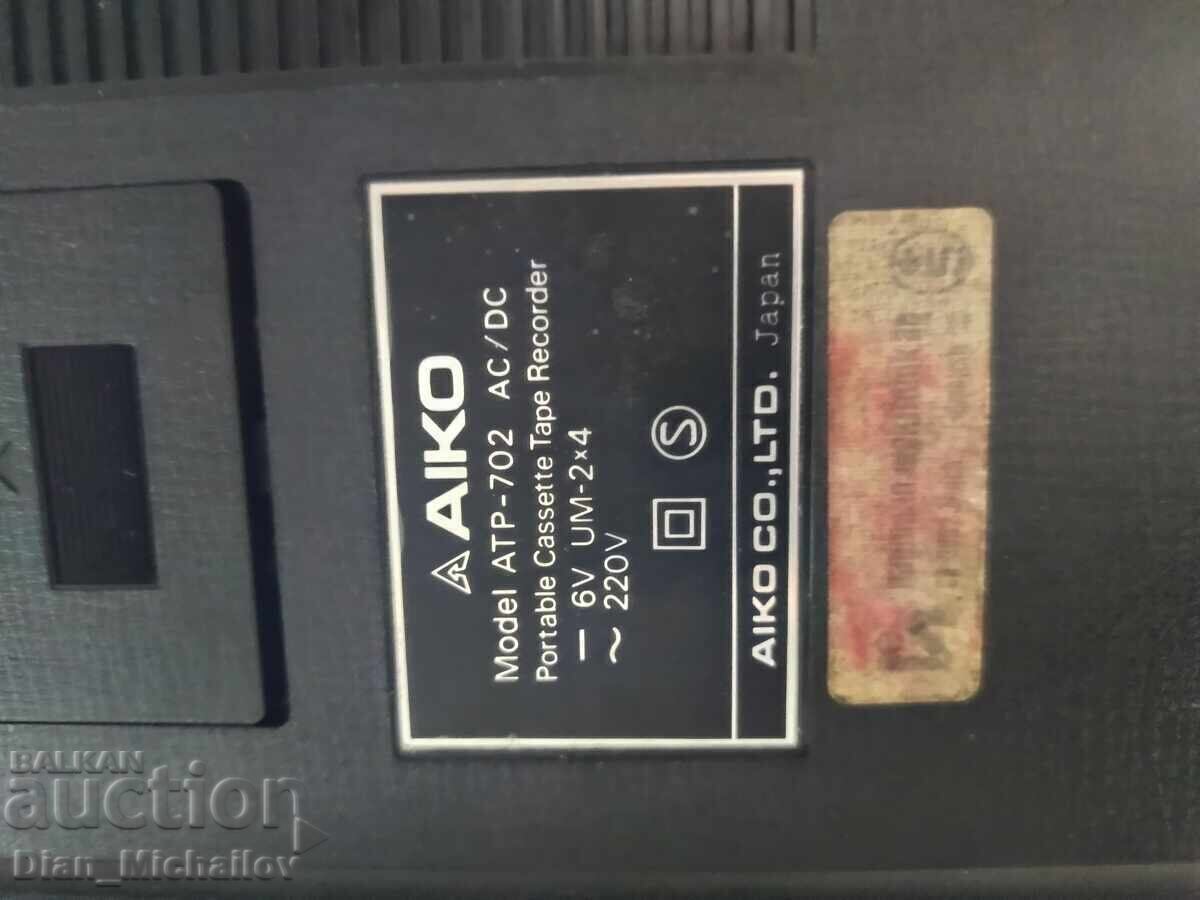 AIKO
Model ATP-702 AC/DC
Portable Cassette Tape Recorder
⎓ 6V UM-2×4
~ 220V
S
AIKO CO.,LTD. Japan
BALKAN
auction
Dian_Michailov